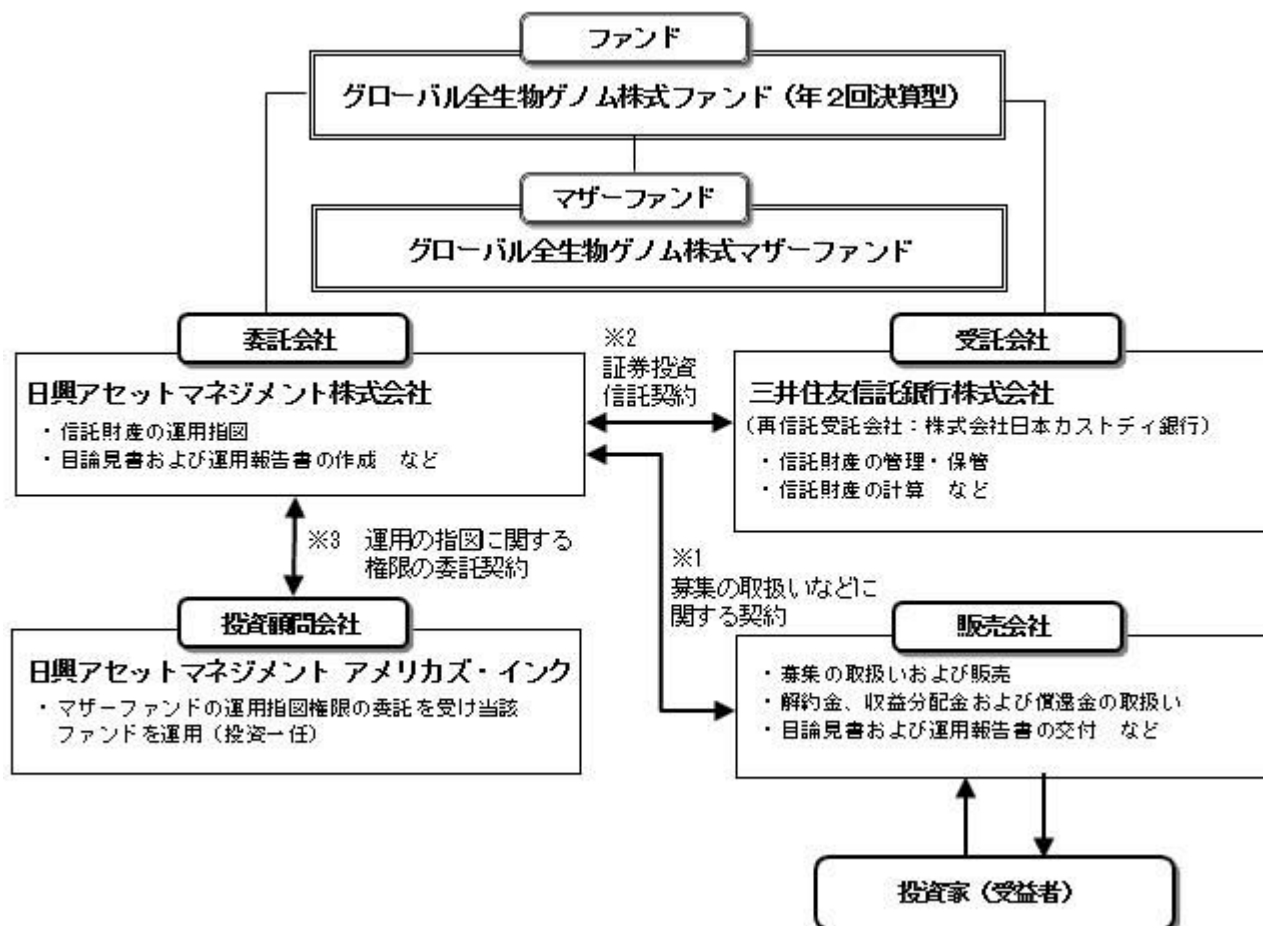 ファンド
グローバル全生物ゲノム株式ファンド（年２回決算型）
マザーファンド
グローバル全生物ゲノム株式マザーファンド
委託会社
日興アセットマネジメント株式会社
・信託財産の運用指図
・目論見書および運用報告書の作成　など
※2
証券投資
信託契約
受託会社
三井住友信託銀行株式会社
（再信託受託会社：株式会社日本カストディ銀行）
・信託財産の管理・保管
・信託財産の計算　など
※3　運用の指図に関する
権限の委託契約
※1
募集の取扱いなどに
関する契約
投資顧問会社
日興アセットマネジメント アメリカズ・インク
・マザーファンドの運用指図権限の委託を受け当該
ファンドを運用（投資一任）
販売会社
・募集の取扱いおよび販売
・解約金、収益分配金および償還金の取扱い
・目論見書および運用報告書の交付　など
投資家（受益者）